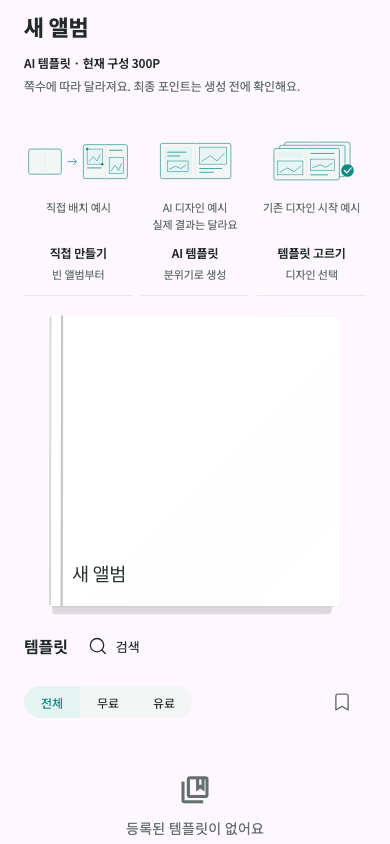 새 앨범
AI 템플릿 · 현재 구성 300P
쪽수에 따라 달라져요. 최종 포인트는 생성 전에 확인해요.
직접 배치 예시
AI 디자인 예시
실제 결과는 달라요
기존 디자인 시작 예시
직접 만들기
AI 템플릿
템플릿 고르기
빈 앨범부터
분위기로 생성
디자인 선택
새 앨범
템플릿
검색
전체
무료
유료
등록된 템플릿이 없어요